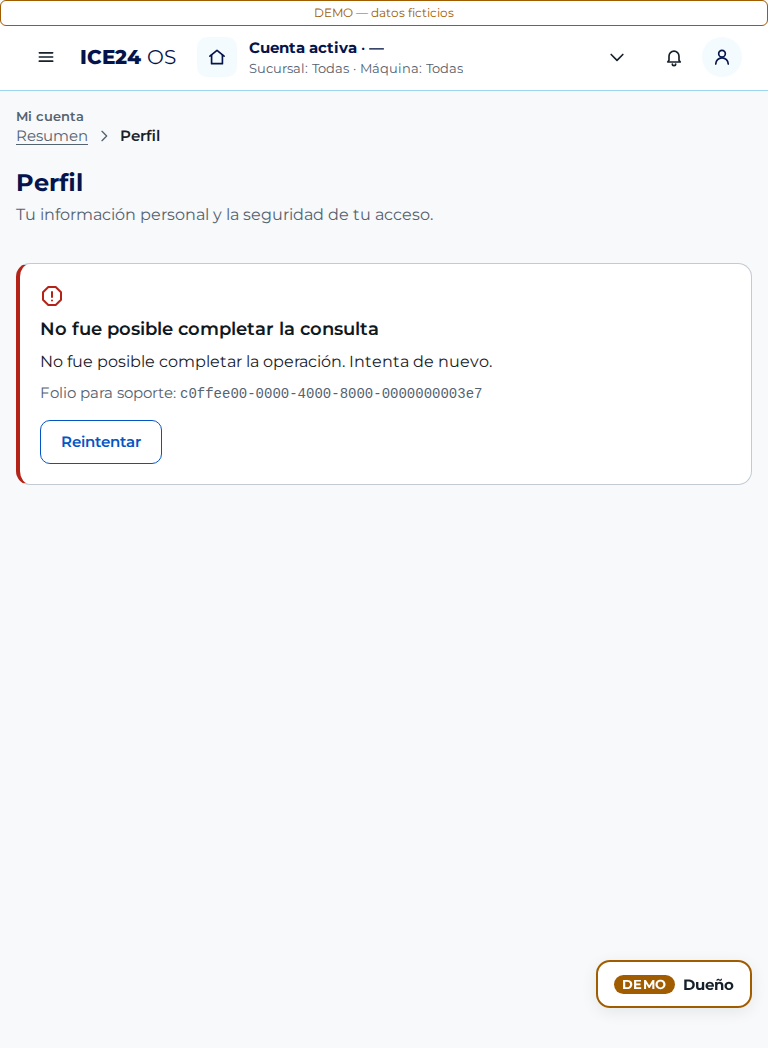 DEMO — datos ficticios
ICE24 OS
Cuenta activa · —
Sucursal: Todas · Máquina: Todas
Mi cuenta
Resumen > Perfil
Perfil
Tu información personal y la seguridad de tu acceso.
No fue posible completar la consulta
No fue posible completar la operación. Intenta de nuevo.
Folio para soporte: c0ffee00-0000-4000-8000-0000000003e7
Reintentar
DEMO Dueño